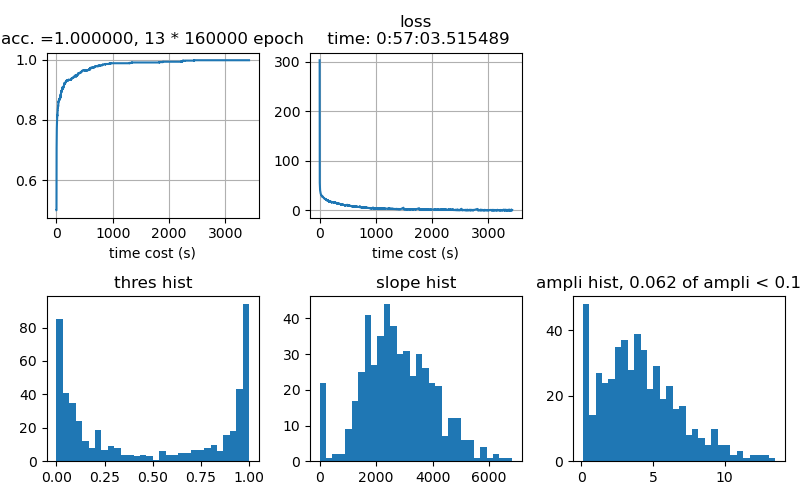 acc. =1.000000, 13 * 160000 epoch
1.0
0.8
0.6
0 1000 2000 3000
time cost (s)
loss
time: 0:57:03.515489
300
200
100
0
0 1000 2000 3000
time cost (s)
thres hist
80
60
40
20
0
0.00 0.25 0.50 0.75 1.00
slope hist
40
30
20
10
0
0 2000 4000 6000
ampli hist, 0.062 of ampli < 0.1
40
20
0
0 5 10